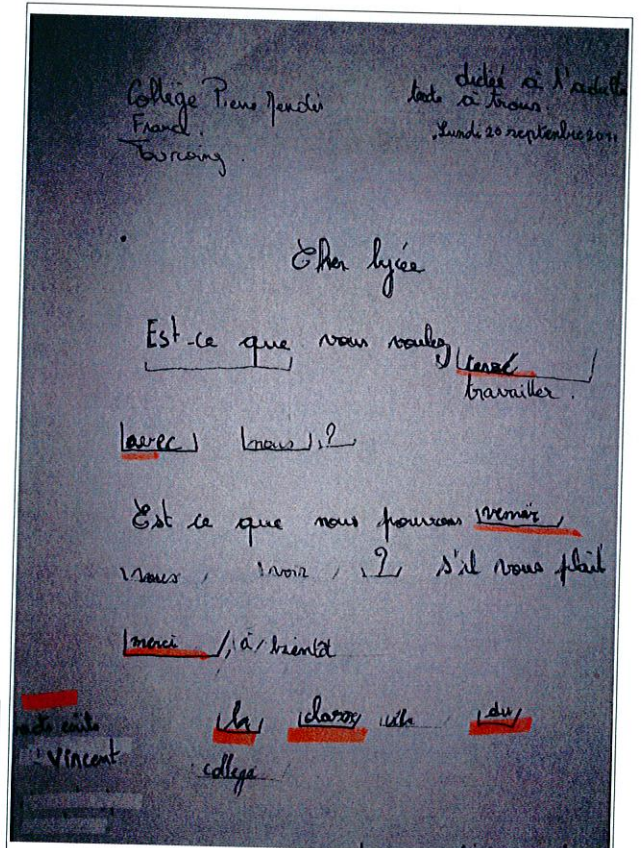 Collège Pierre Mendès
France.
Tourcoing.
dictée à l'adulte
texte à trous.
Lundi 20 septembre 2011
Cher lycée
Est-ce que vous voulez
travailler.
avec nous ?
Est ce que nous pouvons venir
vous voir ? s'il vous plaît
merci, à bientôt
la classe ulis du
collège
Vincent